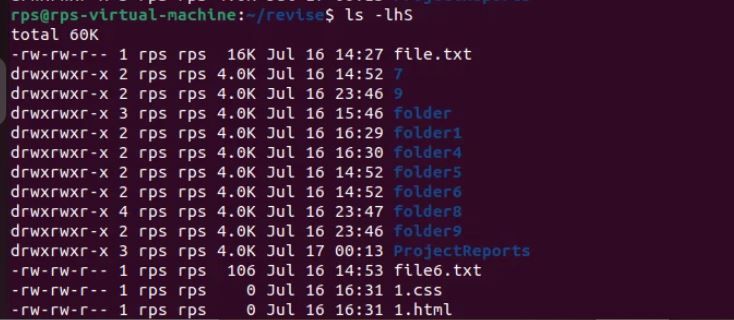 rps@rps-virtual-machine:~/revise$ ls -lhS
total 60K
-rw-rw-r-- 1 rps rps  16K Jul 16 14:27 file.txt
drwxrwxr-x 2 rps rps 4.0K Jul 16 14:52 7
drwxrwxr-x 2 rps rps 4.0K Jul 16 23:46 9
drwxrwxr-x 3 rps rps 4.0K Jul 16 15:46 folder
drwxrwxr-x 2 rps rps 4.0K Jul 16 16:29 folder1
drwxrwxr-x 2 rps rps 4.0K Jul 16 16:30 folder4
drwxrwxr-x 2 rps rps 4.0K Jul 16 14:52 folder5
drwxrwxr-x 2 rps rps 4.0K Jul 16 14:52 folder6
drwxrwxr-x 4 rps rps 4.0K Jul 16 23:47 folder8
drwxrwxr-x 2 rps rps 4.0K Jul 16 23:46 folder9
drwxrwxr-x 3 rps rps 4.0K Jul 17 00:13 ProjectReports
-rw-rw-r-- 1 rps rps  106 Jul 16 14:53 file6.txt
-rw-rw-r-- 1 rps rps    0 Jul 16 16:31 1.css
-rw-rw-r-- 1 rps rps    0 Jul 16 16:31 1.html